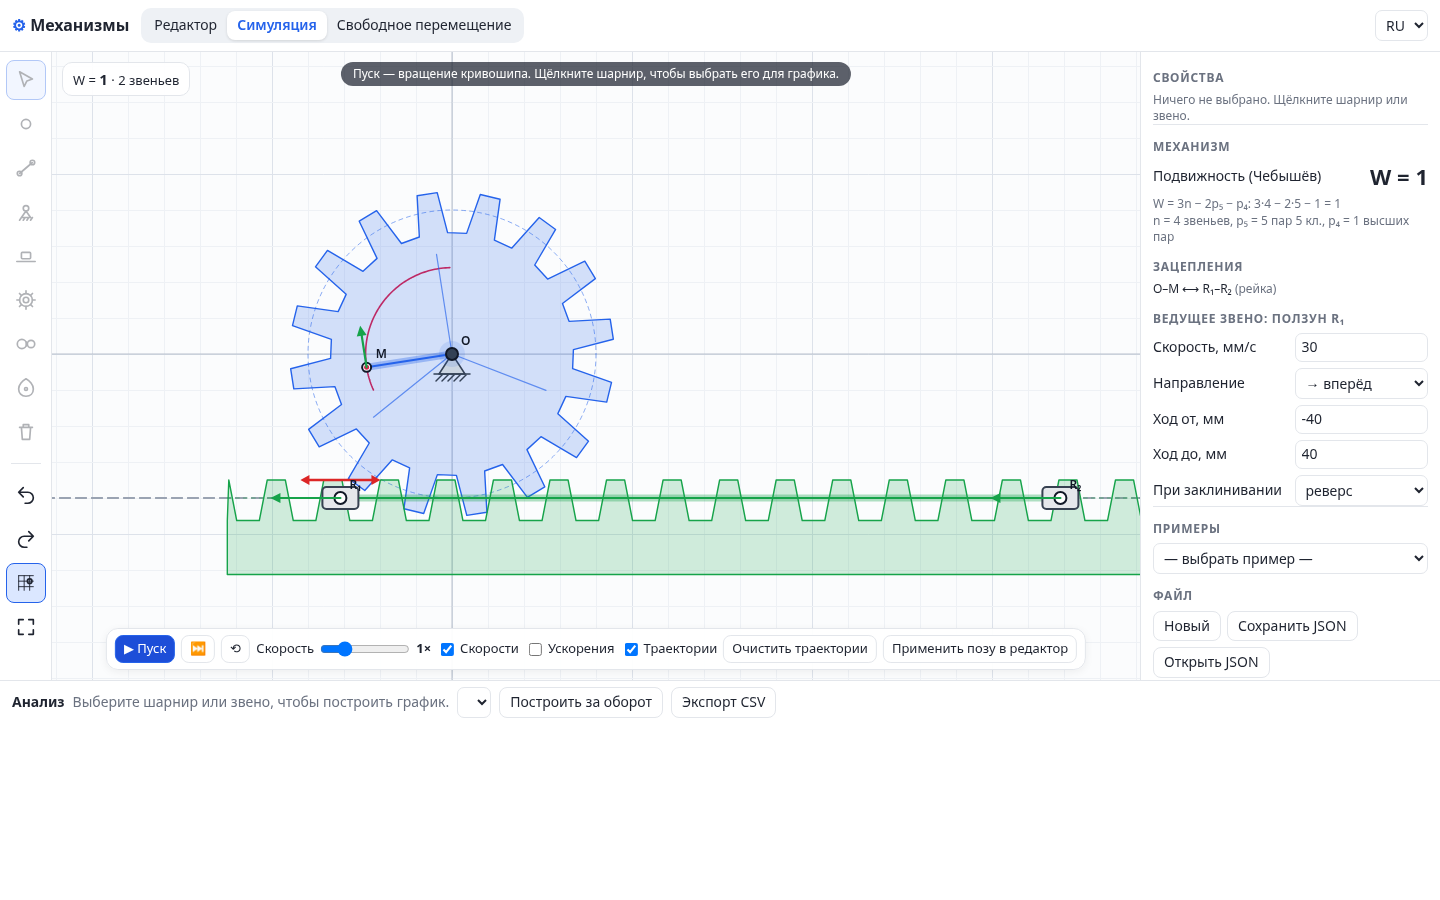 ⚙ Механизмы
Редактор
Симуляция
Свободное перемещение
RU
W = 1 · 2 звеньев
Пуск — вращение кривошипа. Щёлкните шарнир, чтобы выбрать его для графика.
M
O
R₁
R₂
СВОЙСТВА
Ничего не выбрано. Щёлкните шарнир или
звено.
МЕХАНИЗМ
Подвижность (Чебышёв) W = 1
W = 3n − 2p₅ − p₄: 3·4 − 2·5 − 1 = 1
n = 4 звеньев, p₅ = 5 пар 5 кл., p₄ = 1 высших
пар
ЗАЦЕПЛЕНИЯ
O–M ⟷ R₁–R₂ (рейка)
ВЕДУЩЕЕ ЗВЕНО: ПОЛЗУН R₁
Скорость, мм/с 30
Направление → вперёд
Ход от, мм -40
Ход до, мм 40
При заклинивании реверс
ПРИМЕРЫ
— выбрать пример —
ФАЙЛ
Новый
Сохранить JSON
Открыть JSON
▶ Пуск
Скорость
1×
Скорости
Ускорения
Траектории
Очистить траектории
Применить позу в редактор
Анализ Выберите шарнир или звено, чтобы построить график.
Построить за оборот
Экспорт CSV